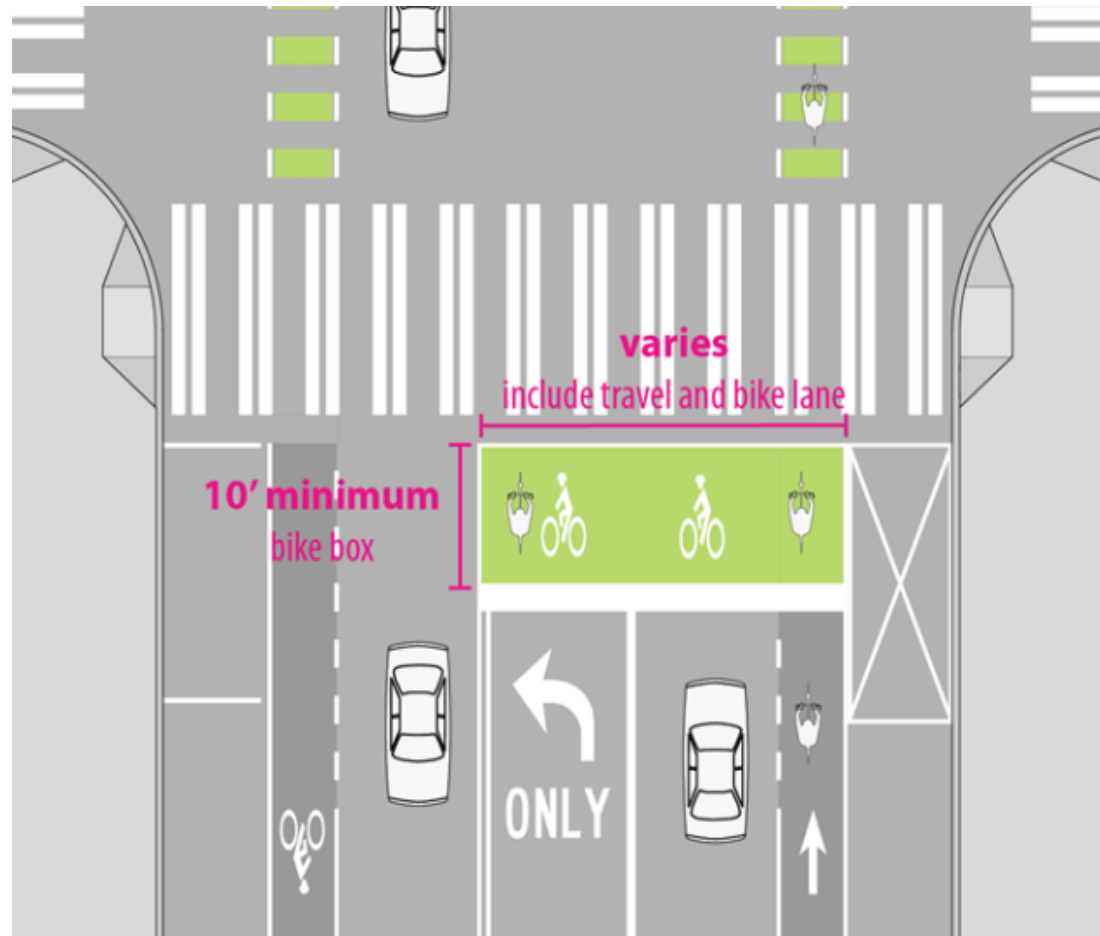 varies
include travel and bike lane
10’ minimum
bike box
ONLY